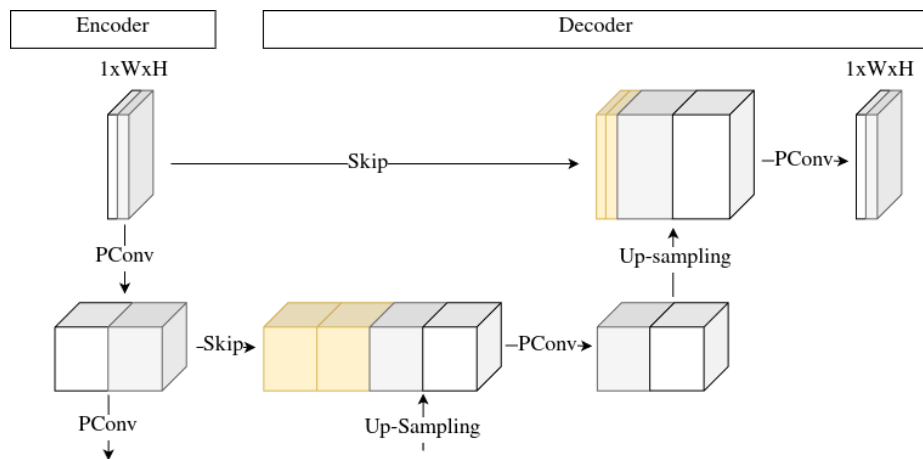 Encoder
Decoder
1xWxH
1xWxH
Skip
PConv
PConv
Up-sampling
Skip
PConv
PConv
Up-Sampling